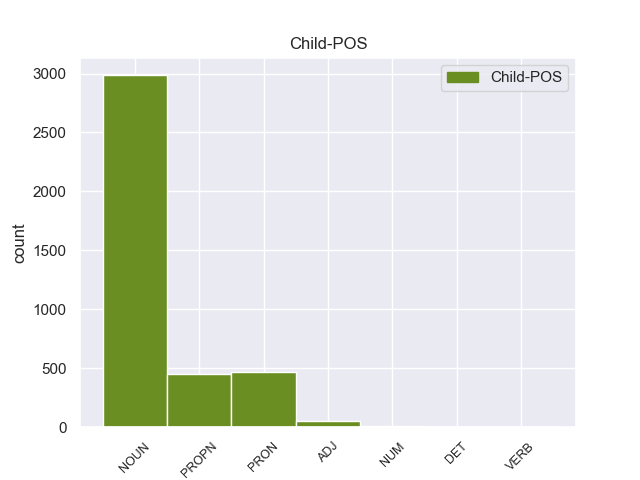 Child-POS
Child-POS
3000
2500
2000
1500
1000
500
0
count
NOUN
PROPN
PRON
ADJ
NUM
DET
VERB